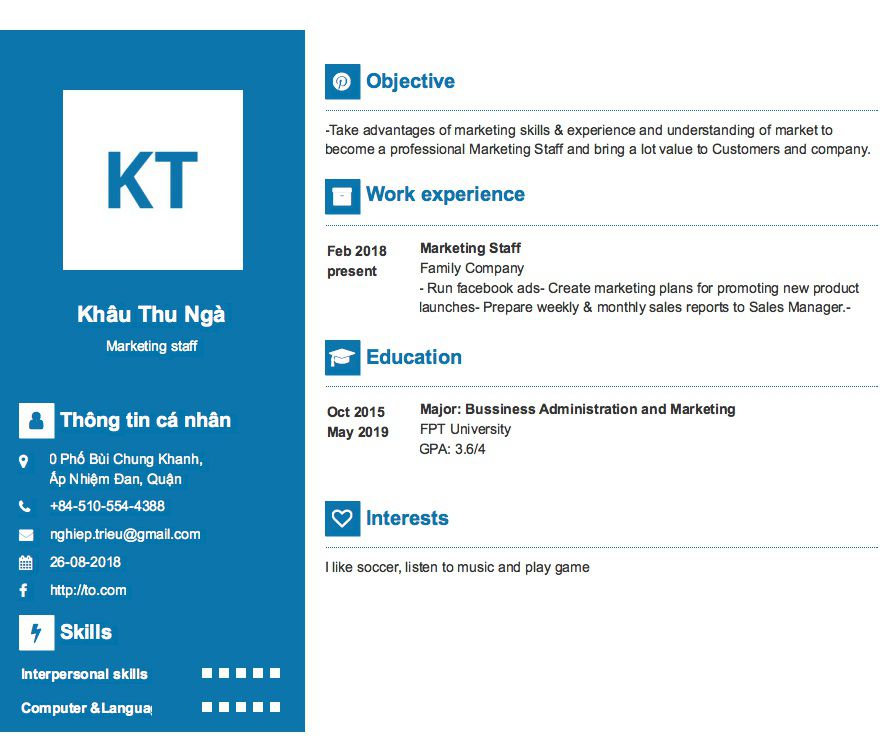 KT
Khâu Thu Ngà
Marketing staff
Thông tin cá nhân
0 Phố Bùi Chung Khanh,
Ấp Nhiệm Đan, Quận
+84-510-554-4388
nghiep.trieu@gmail.com
26-08-2018
http://to.com
Skills
Interpersonal skills
Computer &Langua
Objective
-Take advantages of marketing skills & experience and understanding of market to
become a professional Marketing Staff and bring a lot value to Customers and company.
Work experience
Feb 2018
present
Marketing Staff
Family Company
- Run facebook ads- Create marketing plans for promoting new product
launches- Prepare weekly & monthly sales reports to Sales Manager.-
Education
Oct 2015
May 2019
Major: Bussiness Administration and Marketing
FPT University
GPA: 3.6/4
Interests
I like soccer, listen to music and play game